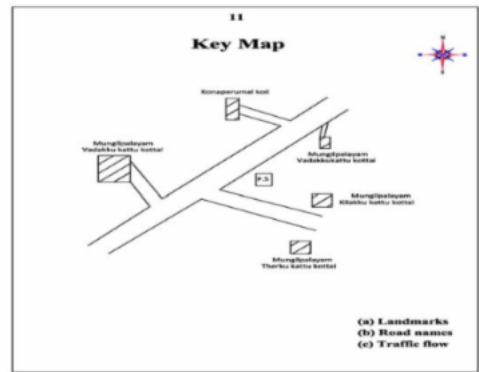 11
Key Map
N
S
Konaperumal koil
Mungilpalayam
Vadakku kattu kottai
Mungilpalayam
Vadakkukattu kottai
P.S
Mungilpalayam
Kilakku kattu kottai
Mungilpalayam
Therku kattu kottai
(a) Landmarks
(b) Road names
(c) Traffic flow